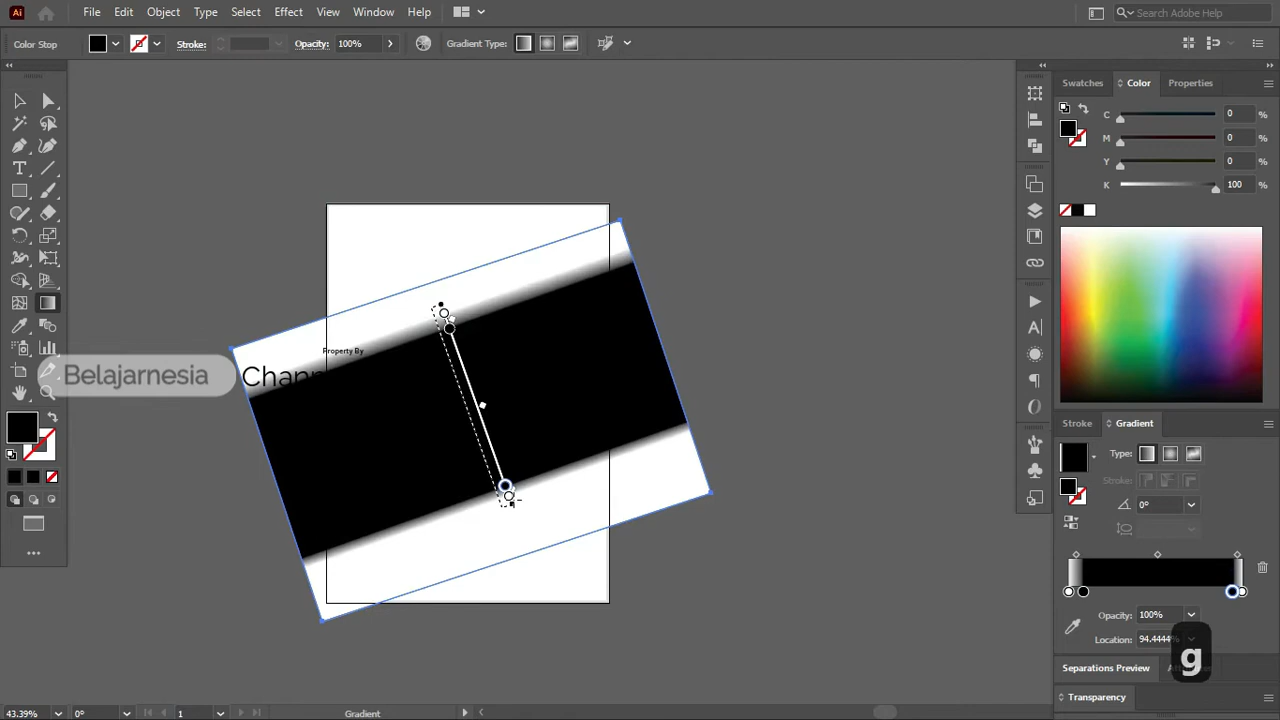 Ai File Edit Object Type Select Effect View Window Help Search Adobe Help
Color Stop Stroke: Opacity: 100% Gradient Type:
Swatches Color Properties
C 0 %
M 0 %
Y 0 %
K 100 %
Property By
Chann
Belajarnesia
Stroke Gradient
Type:
Stroke:
0°
Opacity: 100%
Location: 94.4444%
g
Separations Preview
Transparency
43.39% 0° 1 Gradient